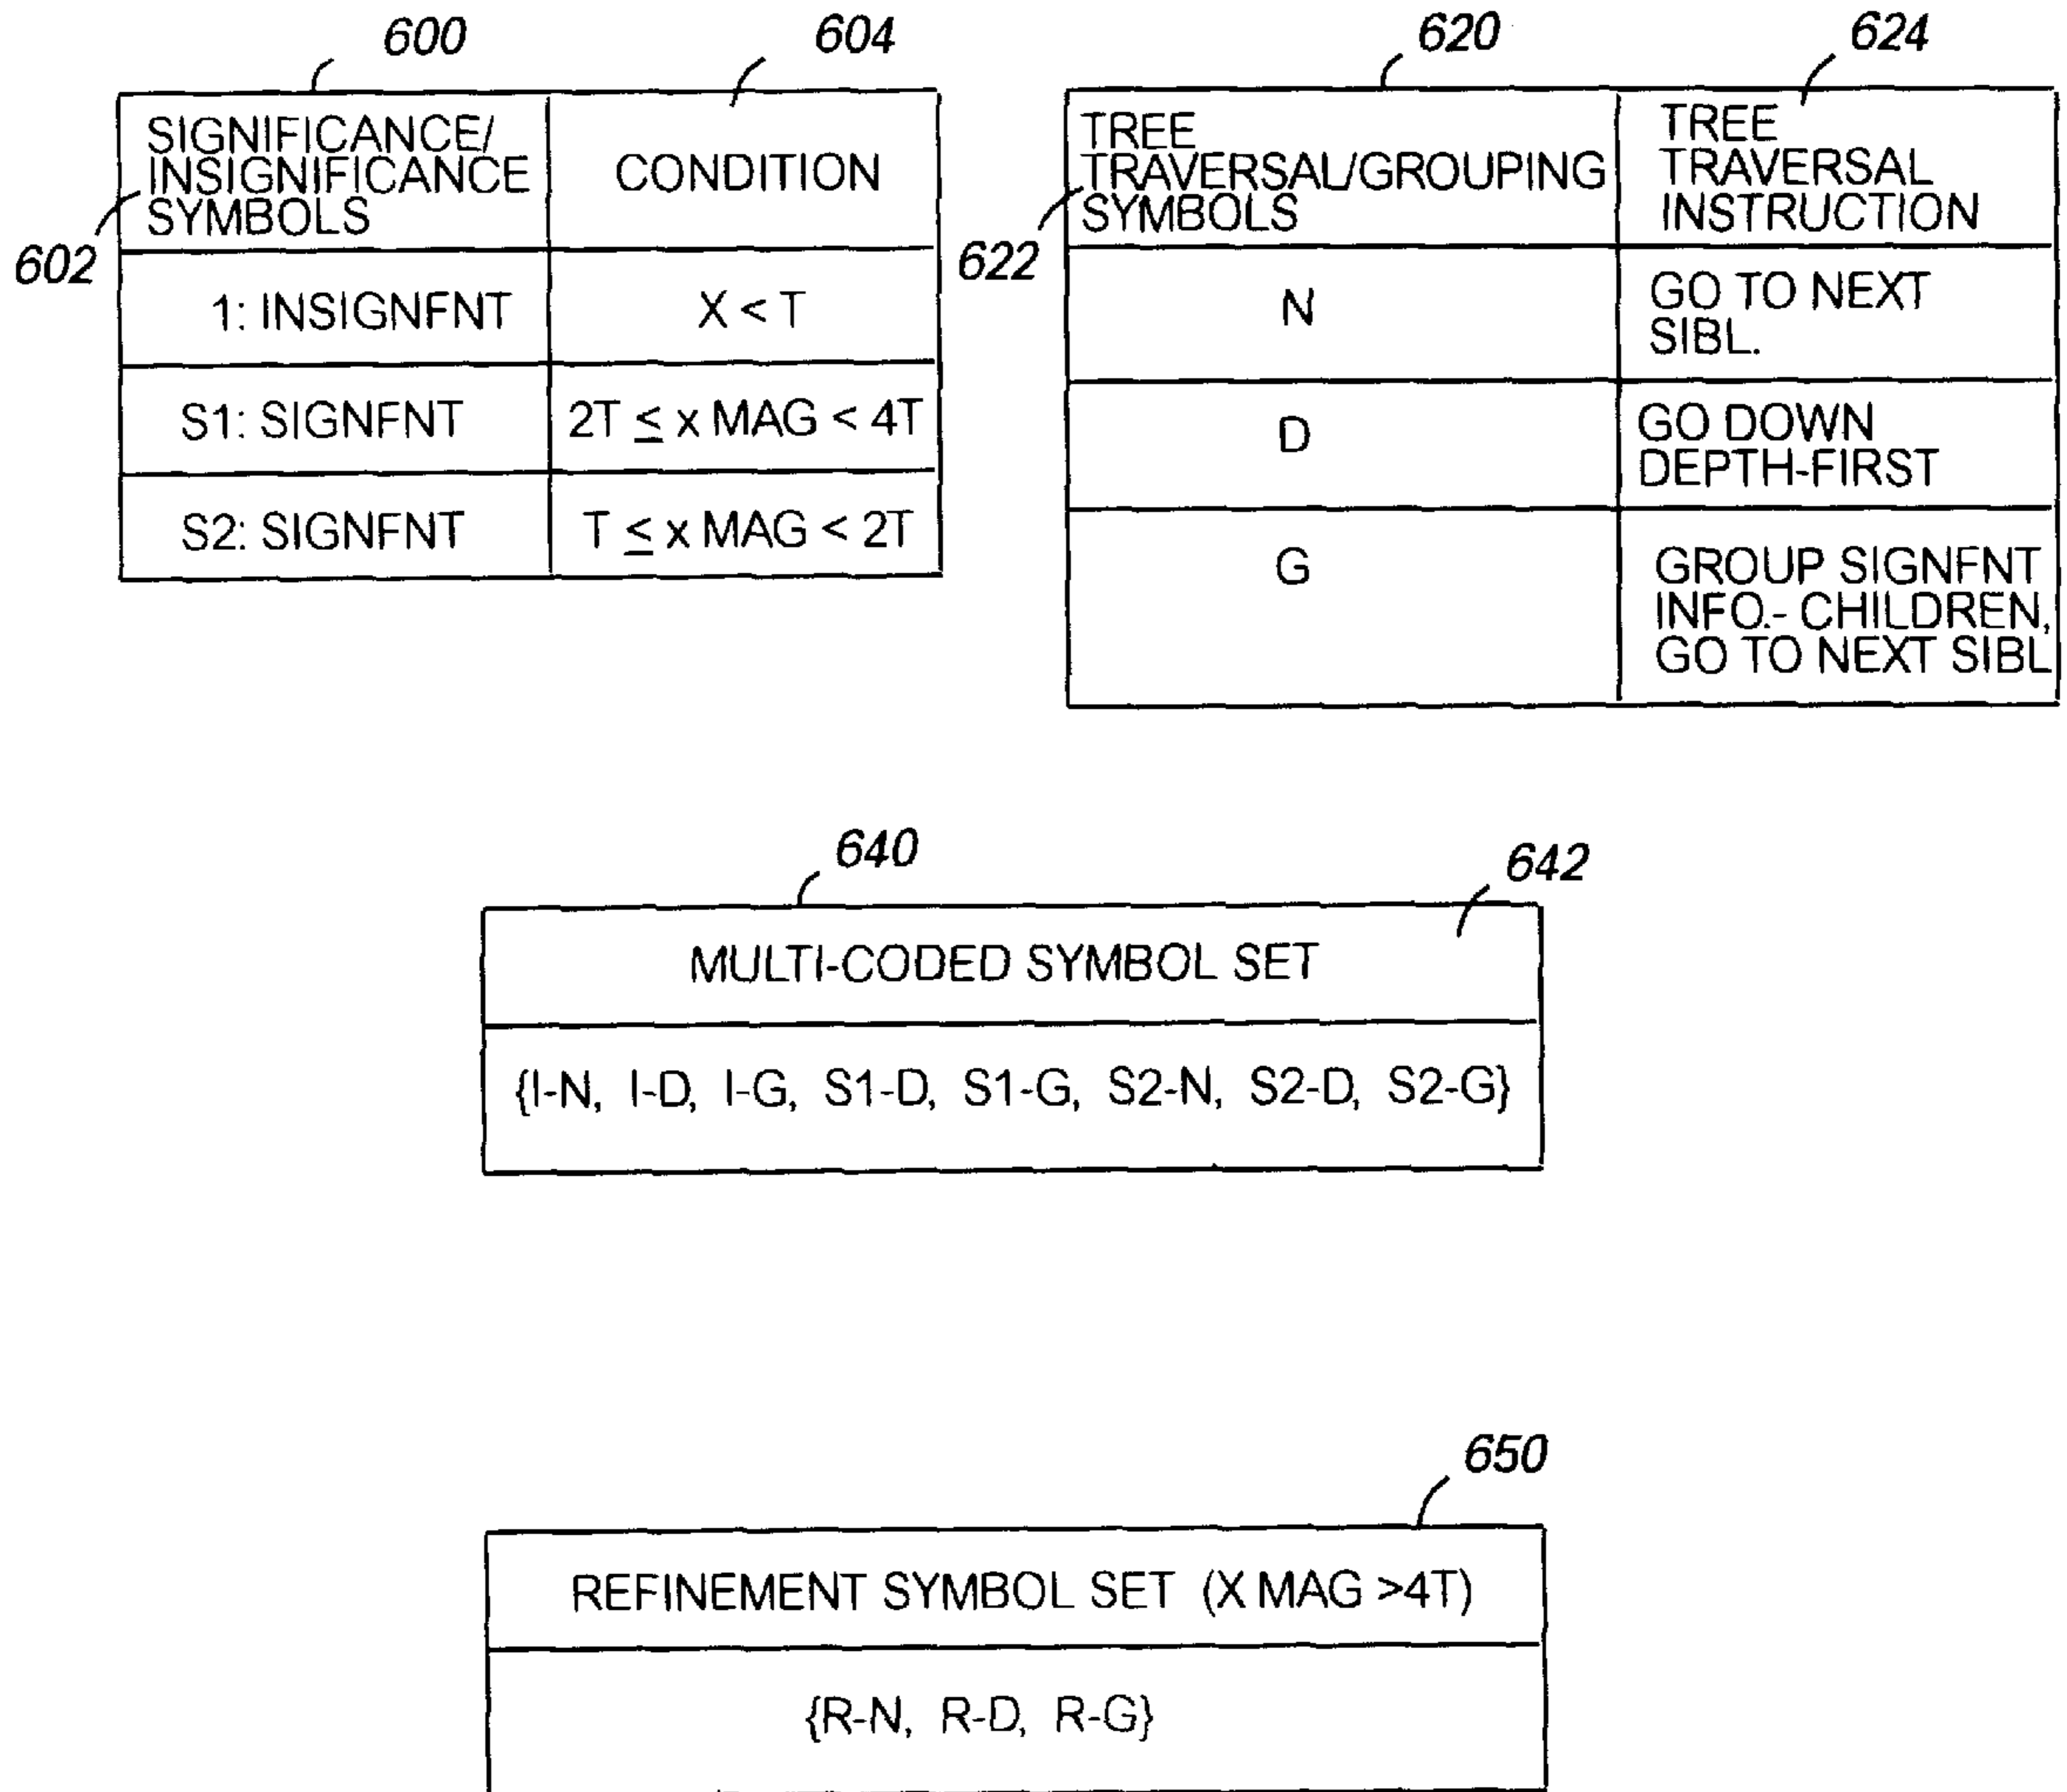 600
604
620
624
SIGNIFICANCE/
INSIGNIFICANCE
SYMBOLS
CONDITION
602
1: INSIGNFNT
X < T
S1: SIGNFNT
2T ≤ x MAG < 4T
S2: SIGNFNT
T ≤ x MAG < 2T
TREE
TRAVERSAL/GROUPING
SYMBOLS
TREE
TRAVERSAL
INSTRUCTION
622
N
GO TO NEXT
SIBL.
D
GO DOWN
DEPTH-FIRST
G
GROUP SIGNFNT
INFO.- CHILDREN,
GO TO NEXT SIBL
640
642
MULTI-CODED SYMBOL SET
{I-N, I-D, I-G, S1-D, S1-G, S2-N, S2-D, S2-G}
650
REFINEMENT SYMBOL SET (X MAG >4T)
{R-N, R-D, R-G}